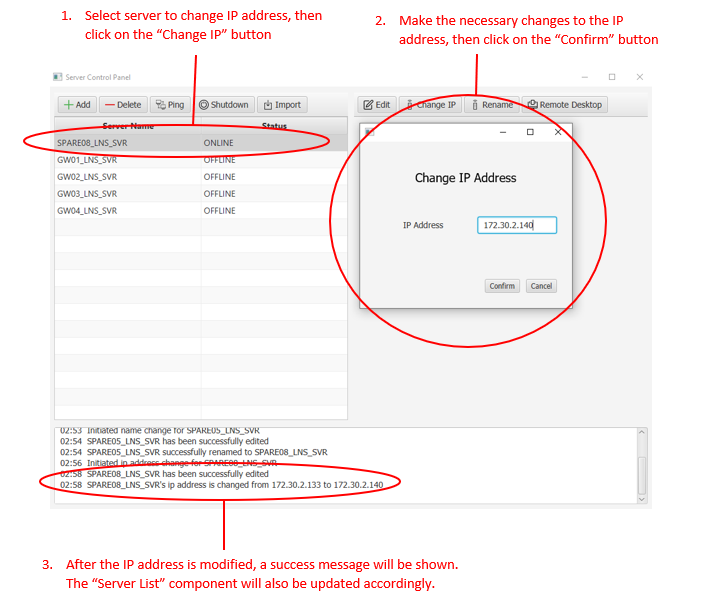 1. Select server to change IP address, then
click on the “Change IP” button
2. Make the necessary changes to the IP
address, then click on the “Confirm” button
Server Control Panel
Add Delete Ping Shutdown Import Edit Change IP Rename Remote Desktop
Server Name Status
SPARE08_LNS_SVR ONLINE
GW01_LNS_SVR OFFLINE
GW02_LNS_SVR OFFLINE
GW03_LNS_SVR OFFLINE
GW04_LNS_SVR OFFLINE
Change IP Address
IP Address 172.30.2.140
Confirm Cancel
02:53 Initiated name change for SPARE05_LNS_SVR
02:54 SPARE05_LNS_SVR has been successfully edited
02:54 SPARE05_LNS_SVR successfully renamed to SPARE08_LNS_SVR
02:56 Initiated ip address change for SPARE08_LNS_SVR
02:58 SPARE08_LNS_SVR has been successfully edited
02:58 SPARE08_LNS_SVR's ip address is changed from 172.30.2.133 to 172.30.2.140
3. After the IP address is modified, a success message will be shown.
The “Server List” component will also be updated accordingly.